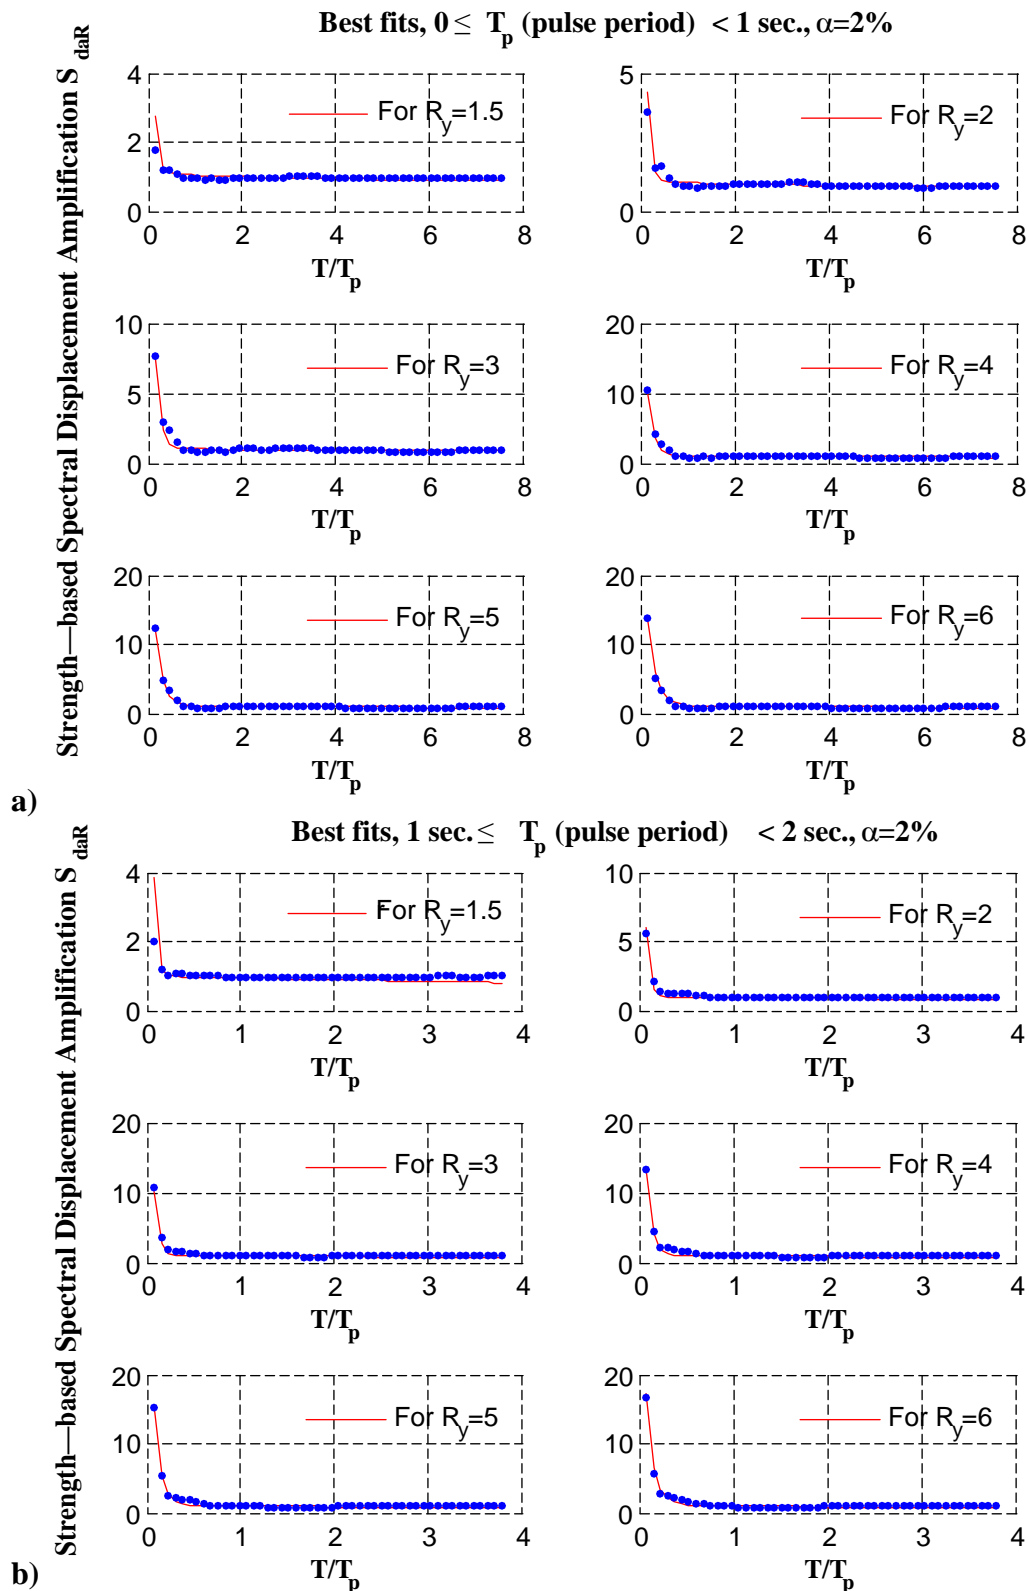 Best fits, 0 ≤ Tp (pulse period) < 1 sec., α=2%
Strength—based Spectral Displacement Amplification SdaR
4
2
0
For Ry=1.5
0 2 4 6 8
T/Tp
5
0
For Ry=2
0 2 4 6 8
T/Tp
10
5
0
For Ry=3
0 2 4 6 8
T/Tp
20
10
0
For Ry=4
0 2 4 6 8
T/Tp
20
10
0
For Ry=5
0 2 4 6 8
T/Tp
20
10
0
For Ry=6
0 2 4 6 8
T/Tp
a)
Best fits, 1 sec. ≤ Tp (pulse period) < 2 sec., α=2%
Strength—based Spectral Displacement Amplification SdaR
4
2
0
For Ry=1.5
0 1 2 3 4
T/Tp
10
5
0
For Ry=2
0 1 2 3 4
T/Tp
20
10
0
For Ry=3
0 1 2 3 4
T/Tp
20
10
0
For Ry=4
0 1 2 3 4
T/Tp
20
10
0
For Ry=5
0 1 2 3 4
T/Tp
20
10
0
For Ry=6
0 1 2 3 4
T/Tp
b)